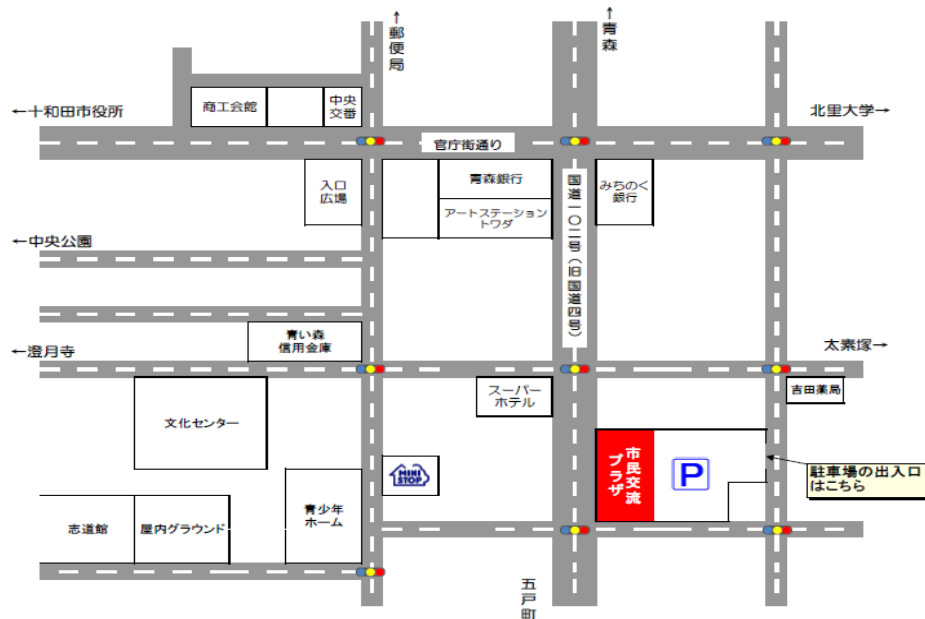 ↑郵便局
↑青森
←十和田市役所
商工会館
中央
交番
北里大学→
官庁街通り
入口
広場
青森銀行
アートステーション
トワダ
国道一〇二号(旧国道四号)
みちのく
銀行
←中央公園
青い森
信用金庫
←澄月寺
太素塚→
スーパー
ホテル
吉田薬局
文化センター
MINI
STOP
市民交流
プラザ
P
駐車場の出入口
はこちら
志道館
屋内グラウンド
青少年
ホーム
五戸町